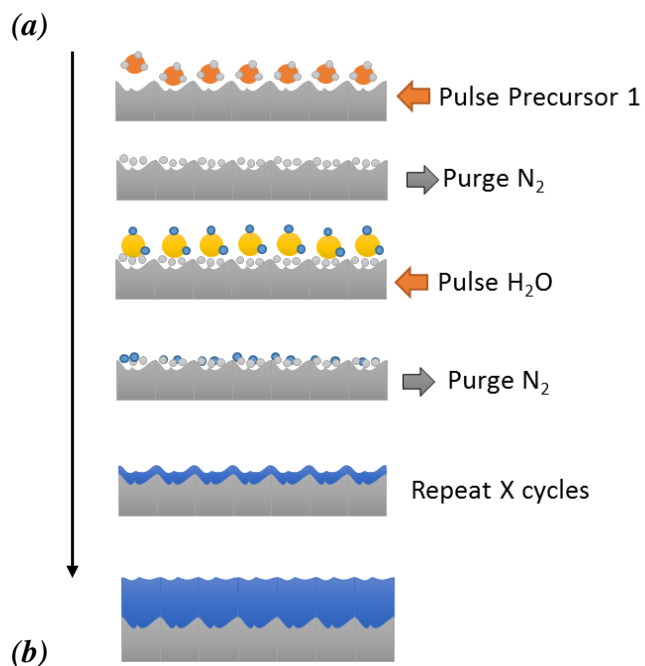 (a)
Pulse Precursor 1
Purge N₂
Pulse H₂O
Purge N₂
Repeat X cycles
(b)